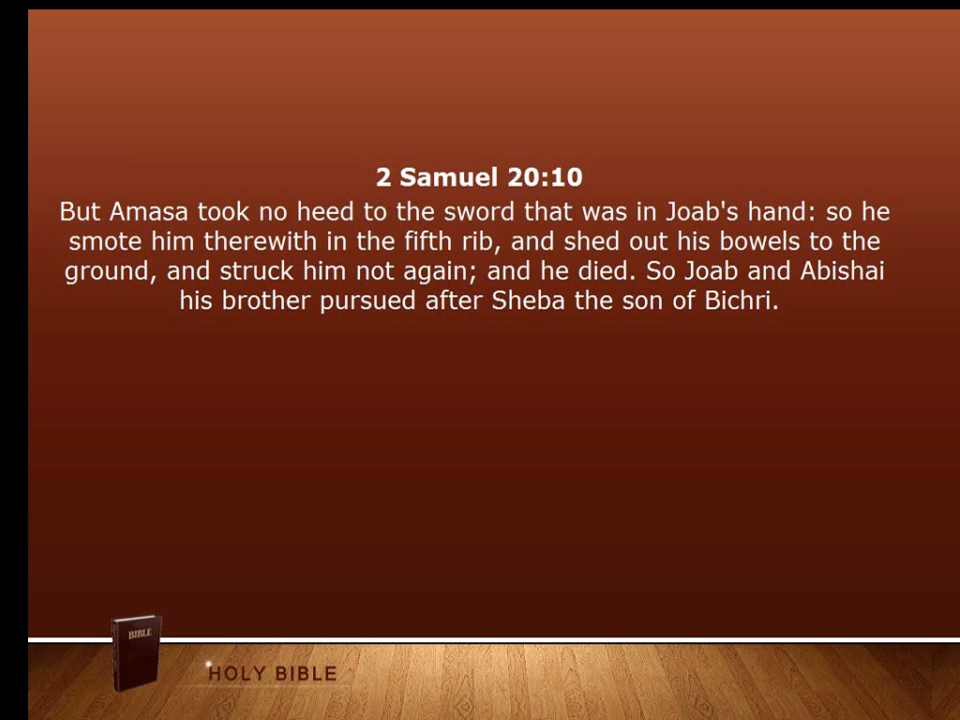 2 Samuel 20:10
But Amasa took no heed to the sword that was in Joab's hand: so he
smote him therewith in the fifth rib, and shed out his bowels to the
ground, and struck him not again; and he died. So Joab and Abishai
his brother pursued after Sheba the son of Bichri.
BIBLE
HOLY BIBLE